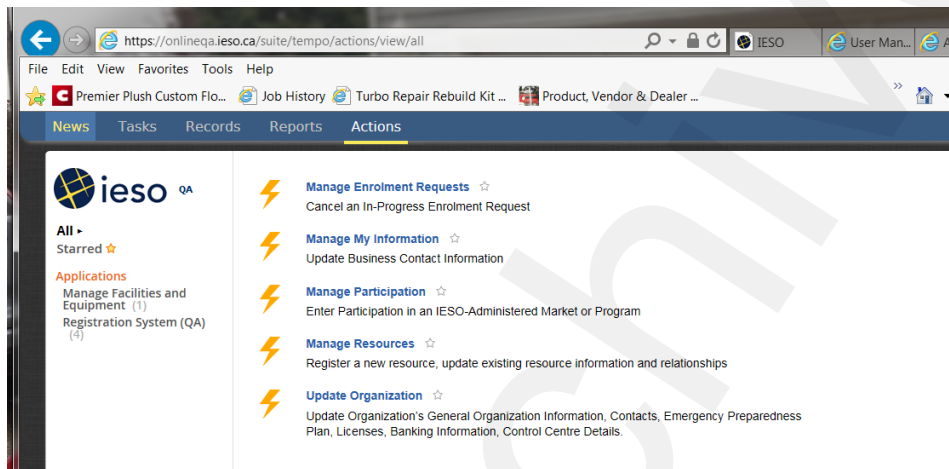 https://onlineqa.ieso.ca/suite/tempo/actions/view/all
IESO
User Man...
File Edit View Favorites Tools Help
Premier Plush Custom Flo... Job History Turbo Repair Rebuild Kit ... Product, Vendor & Dealer ... »
News Tasks Records Reports Actions
ieso QA
All
Starred
Applications
Manage Facilities and
Equipment (1)
Registration System (QA)
(4)
Manage Enrolment Requests
Cancel an In-Progress Enrolment Request
Manage My Information
Update Business Contact Information
Manage Participation
Enter Participation in an IESO-Administered Market or Program
Manage Resources
Register a new resource, update existing resource information and relationships
Update Organization
Update Organization's General Organization Information, Contacts, Emergency Preparedness
Plan, Licenses, Banking Information, Control Centre Details.